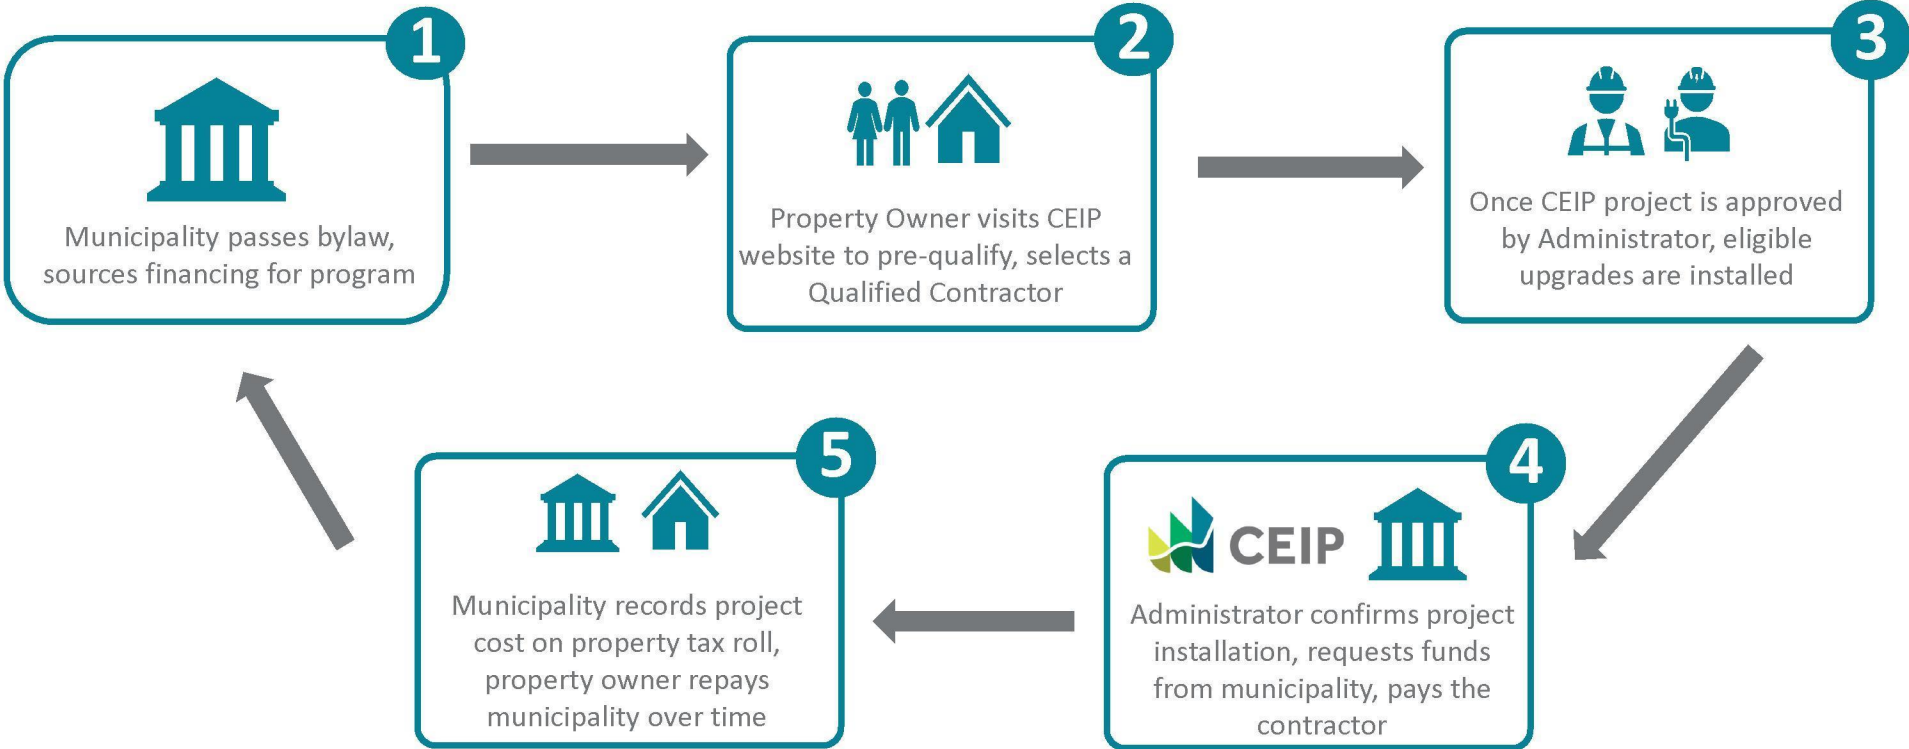 1
Municipality passes bylaw,
sources financing for program
2
Property Owner visits CEIP
website to pre-qualify, selects a
Qualified Contractor
3
Once CEIP project is approved
by Administrator, eligible
upgrades are installed
4
CEIP
Administrator confirms project
installation, requests funds
from municipality, pays the
contractor
5
Municipality records project
cost on property tax roll,
property owner repays
municipality over time